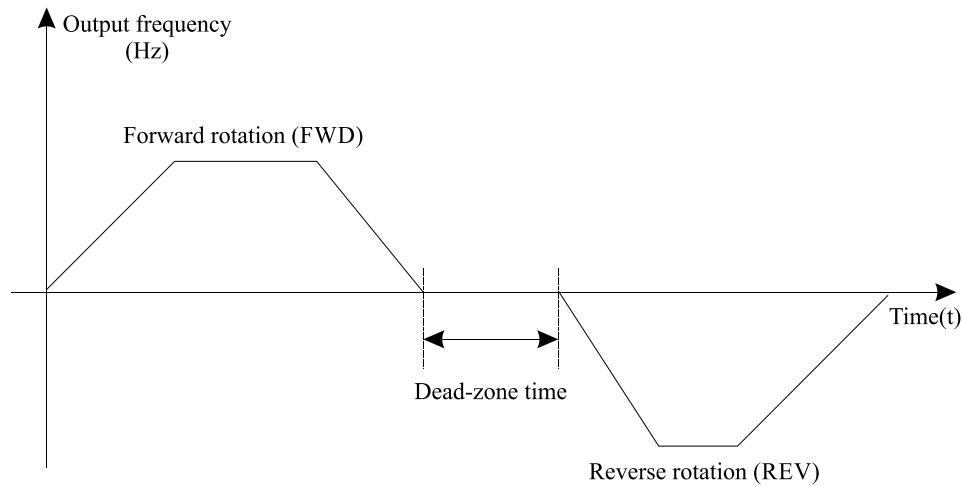 Output frequency
(Hz)
Forward rotation (FWD)
Time(t)
Dead-zone time
Reverse rotation (REV)